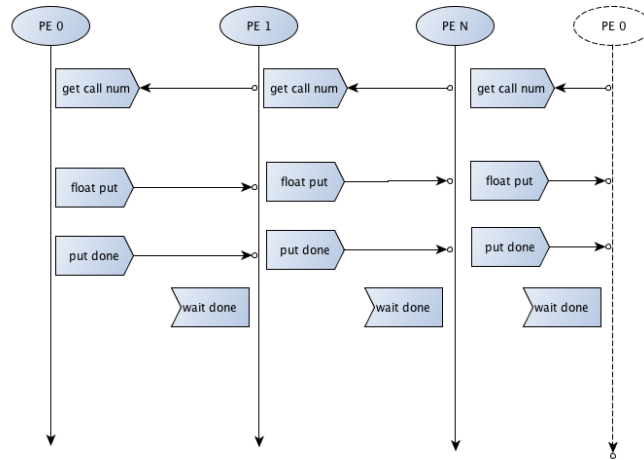 PE 0
PE 1
PE N
PE 0
get call num
get call num
get call num
float put
float put
float put
put done
put done
put done
wait done
wait done
wait done